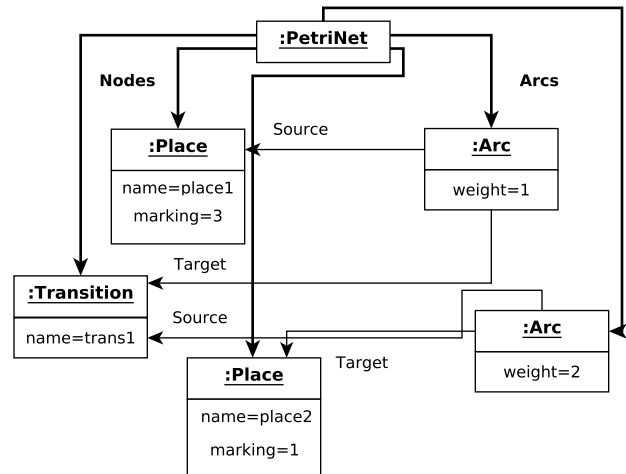 :PetriNet
Nodes
Arcs
Source
:Place
name=place1
marking=3
:Arc
weight=1
Target
:Transition
name=trans1
Source
:Arc
weight=2
Target
:Place
name=place2
marking=1